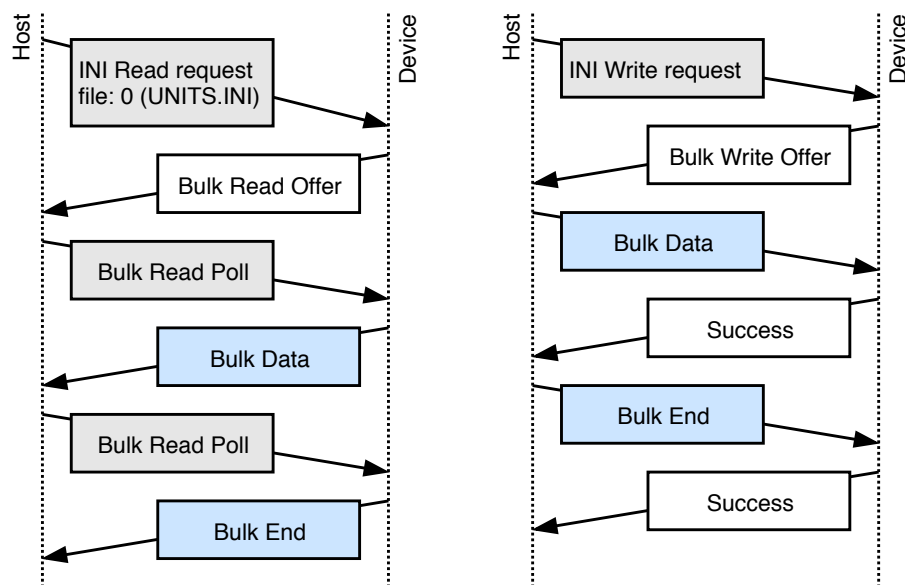 Host
Device
INI Read request
file: 0 (UNITS.INI)
Bulk Read Offer
Bulk Read Poll
Bulk Data
Bulk Read Poll
Bulk End
Host
Device
INI Write request
Bulk Write Offer
Bulk Data
Success
Bulk End
Success